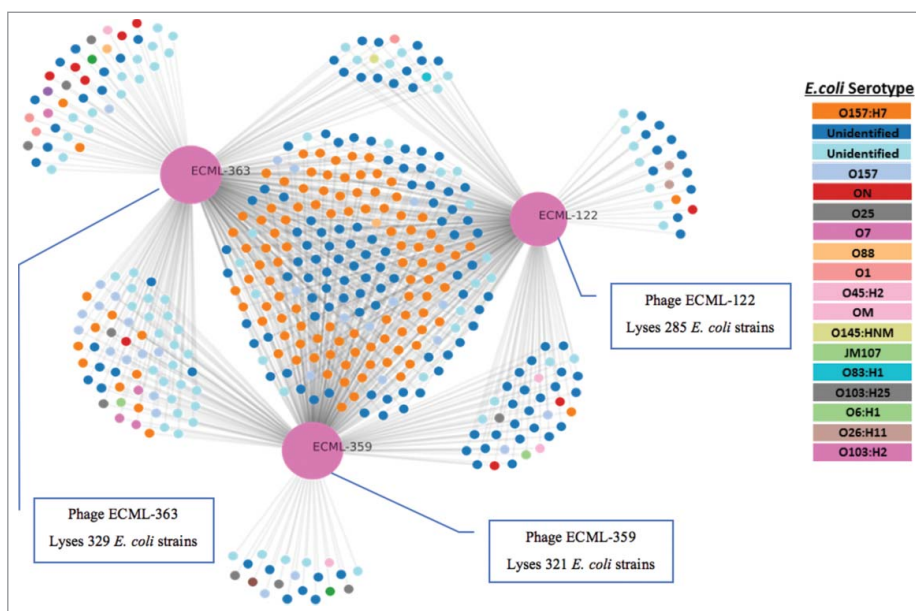 ECML-363
ECML-122
ECML-359
Phage ECML-122
Lyses 285 E. coli strains
Phage ECML-363
Lyses 329 E. coli strains
Phage ECML-359
Lyses 321 E. coli strains
E.coli Serotype
O157:H7
Unidentified
Unidentified
O157
ON
O25
O7
O88
O1
O45:H2
OM
O145:HNM
JM107
O83:H1
O103:H25
O6:H1
O26:H11
O103:H2